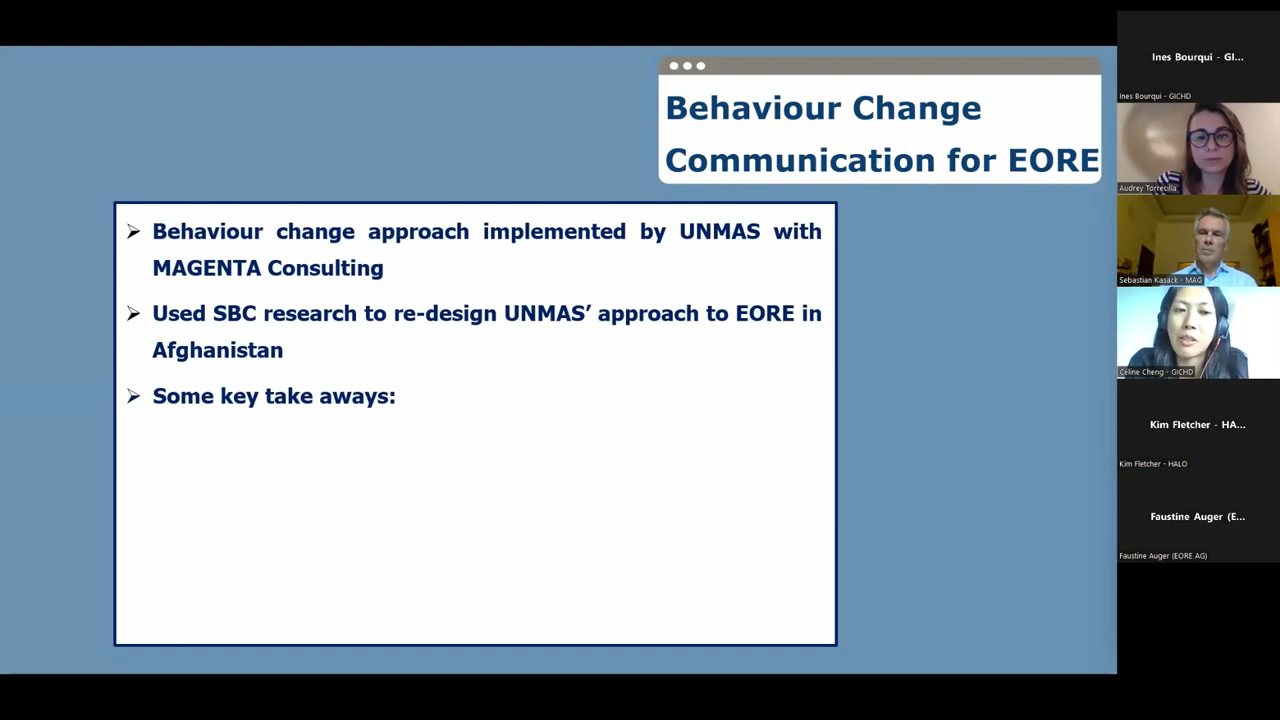 Behaviour Change
Communication for EORE
Behaviour change approach implemented by UNMAS with
MAGENTA Consulting
Used SBC research to re-design UNMAS’ approach to EORE in
Afghanistan
Some key take aways:
Ines Bourqui - GI...
Ines Bourqui - GICHD
Audrey Torrecilla
Sebastian Kasack - MAG
Céline Cheng - GICHD
Kim Fletcher - HA...
Kim Fletcher - HALO
Faustine Auger (E...
Faustine Auger (EORE AG)